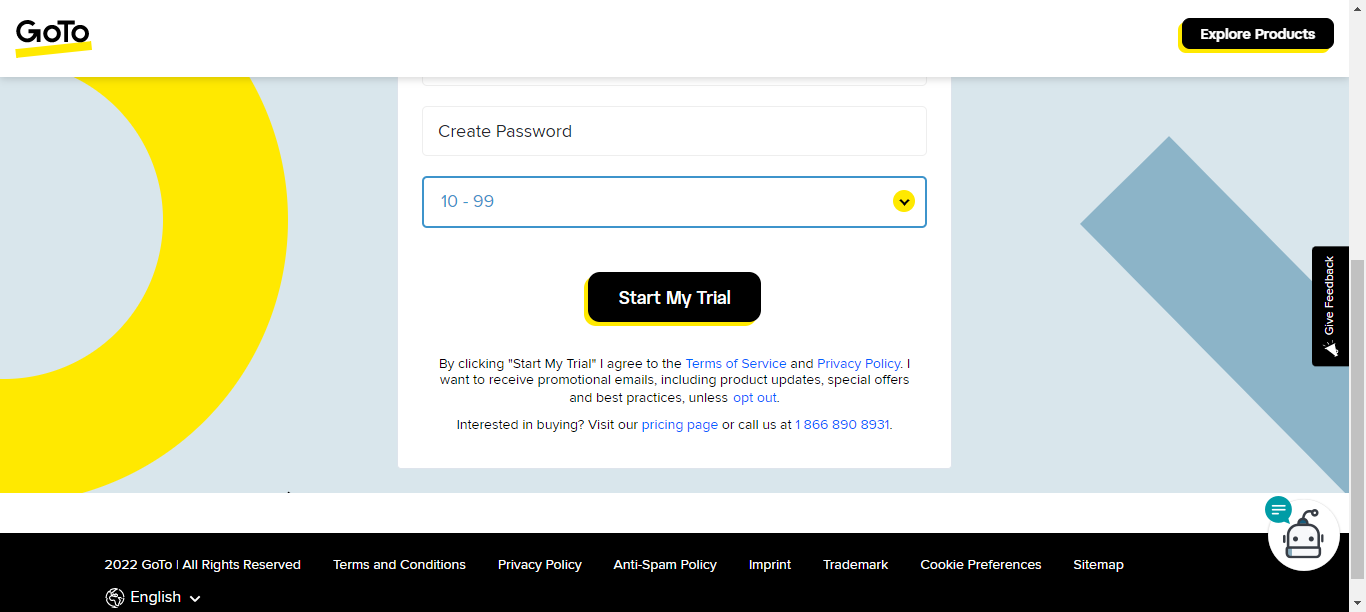 GoTo
Explore Products
Create Password
10 - 99
Start My Trial
By clicking "Start My Trial" I agree to the Terms of Service and Privacy Policy. I
want to receive promotional emails, including product updates, special offers
and best practices, unless opt out.
Interested in buying? Visit our pricing page or call us at 1 866 890 8931.
Give Feedback
2022 GoTo | All Rights Reserved
Terms and Conditions
Privacy Policy
Anti-Spam Policy
Imprint
Trademark
Cookie Preferences
Sitemap
English